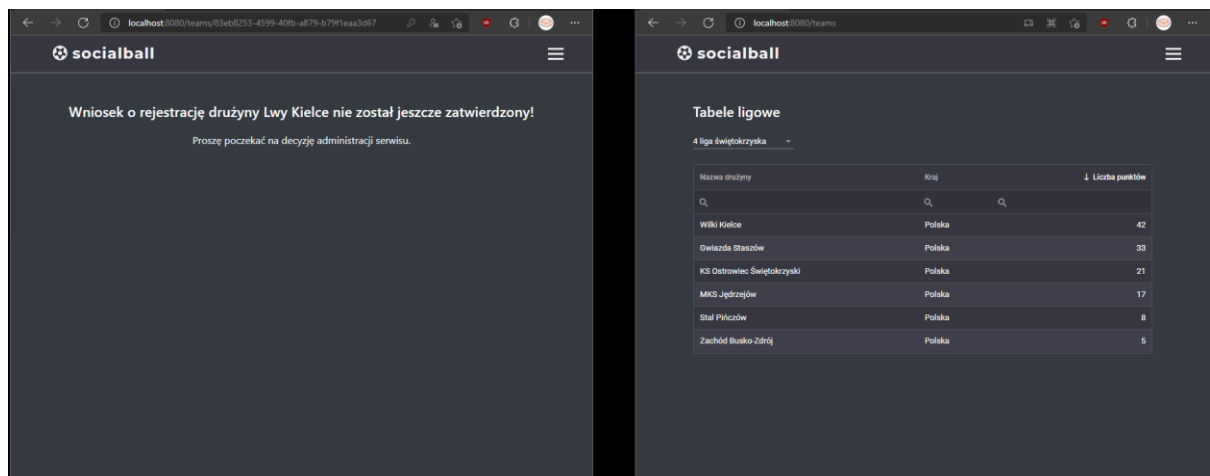 localhost:8080/teams/83eb8253-4599-40fb-a879-b79f1eaa3d67
socialball
Wniosek o rejestrację drużyny Lwy Kielce nie został jeszcze zatwierdzony!
Proszę poczekać na decyzję administracji serwisu.
localhost:8080/teams
socialball
Tabele ligowe
4 liga świętokrzyska
Nazwa drużyny Kraj ↓ Liczba punktów
Wilki Kielce Polska 42
Gwiazda Staszów Polska 33
KS Ostrowiec Świętokrzyski Polska 21
MKS Jędrzejów Polska 17
Stal Pińczów Polska 8
Zachód Busko-Zdrój Polska 5